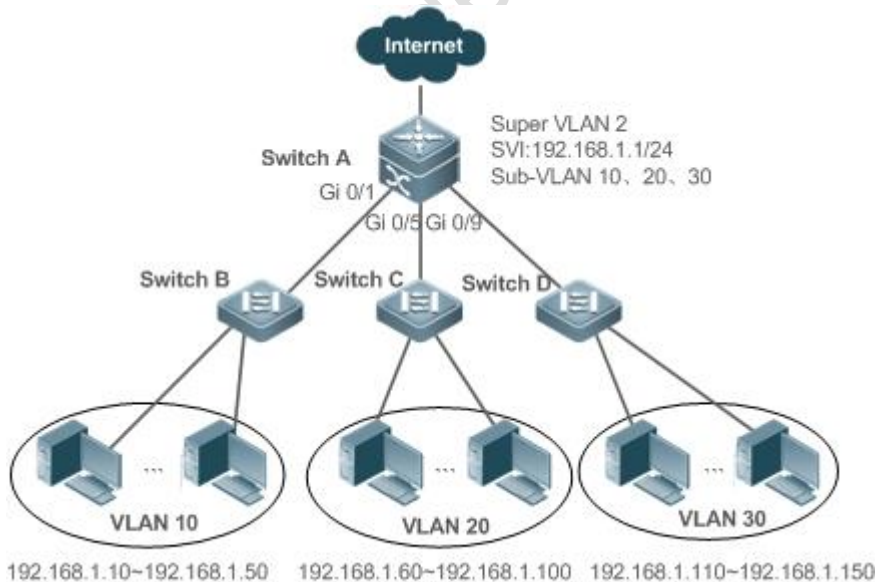 Internet
Super VLAN 2
SVI:192.168.1.1/24
Sub-VLAN 10、20、30
Switch A
Gi 0/1
Gi 0/5 Gi 0/9
Switch B
Switch C
Switch D
...
...
...
VLAN 10
VLAN 20
VLAN 30
192.168.1.10~192.168.1.50
192.168.1.60~192.168.1.100
192.168.1.110~192.168.1.150